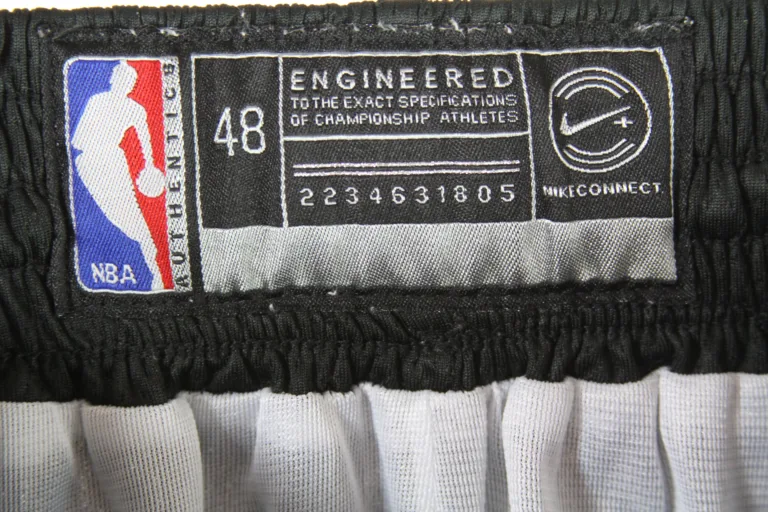 NBA
AUTHENTICS
48
ENGINEERED
TO THE EXACT SPECIFICATIONS
OF CHAMPIONSHIP ATHLETES
2234631805
NIKECONNECT